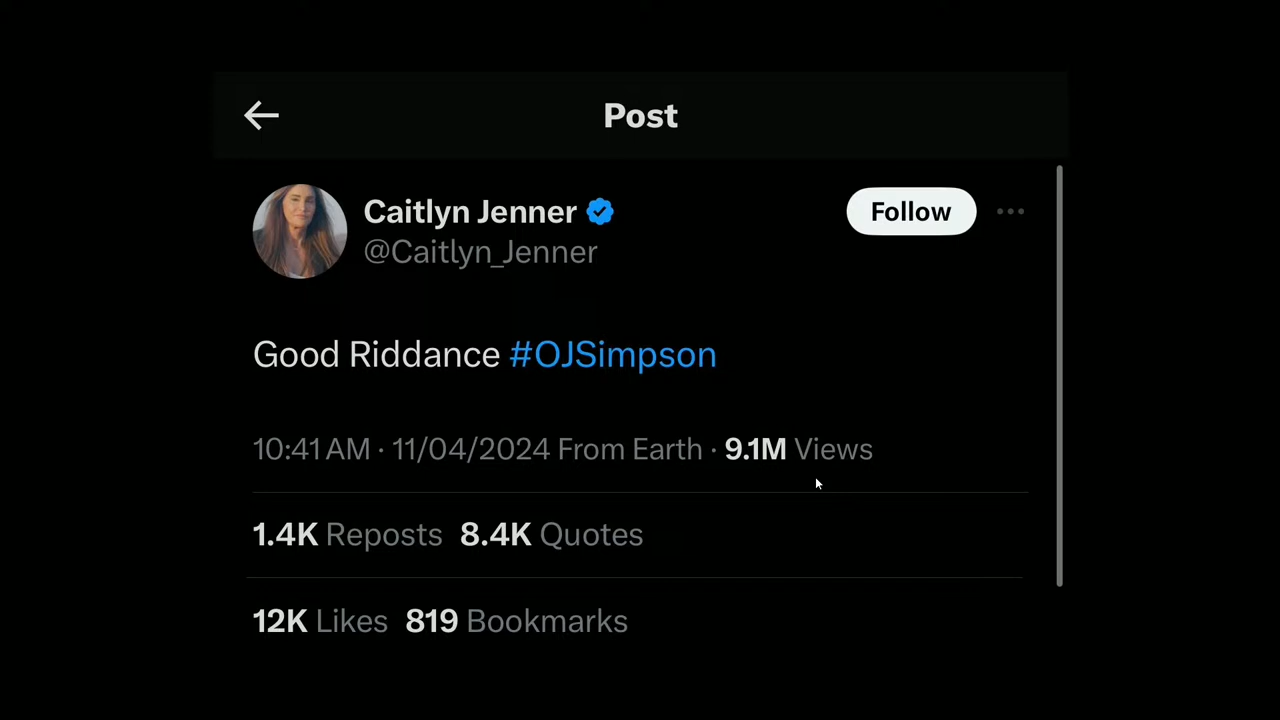 Post
Caitlyn Jenner
Follow
@Caitlyn_Jenner
Good Riddance #OJSimpson
10:41 AM · 11/04/2024 From Earth · 9.1M Views
1.4K Reposts 8.4K Quotes
12K Likes 819 Bookmarks